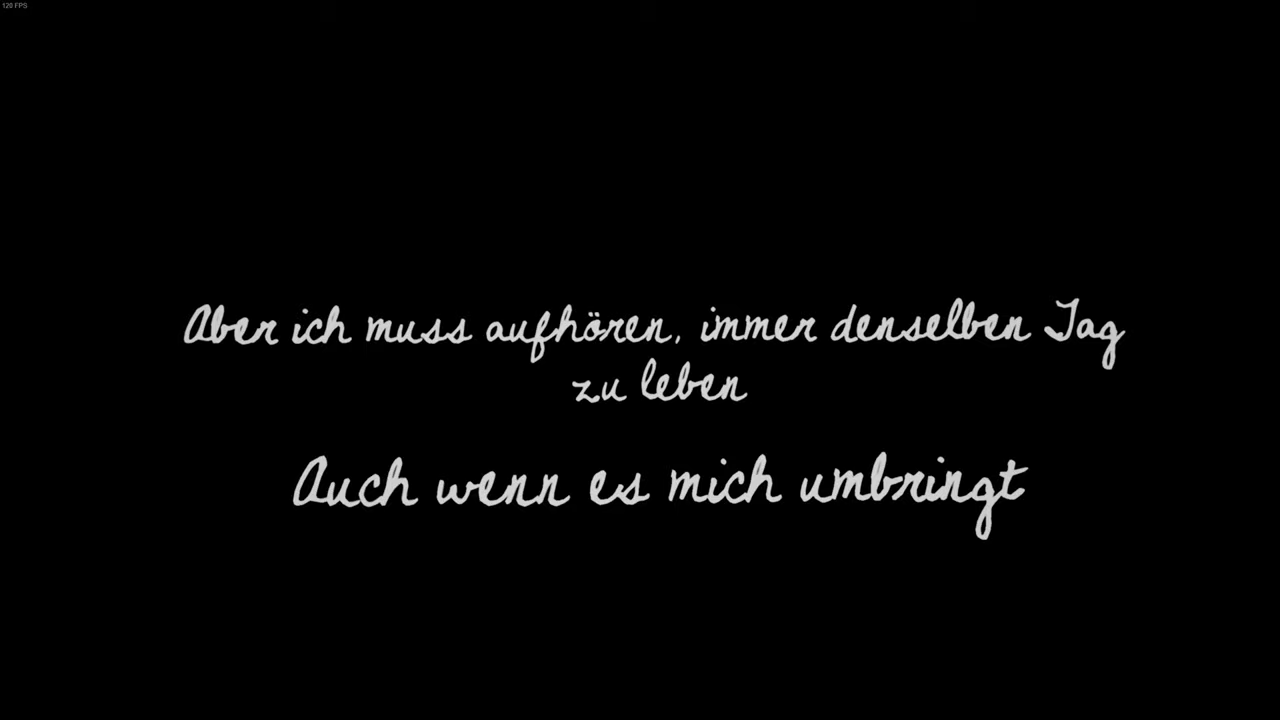 120 FPS
Aber ich muss aufhören, immer denselben Tag
zu leben
Auch wenn es mich umbringt